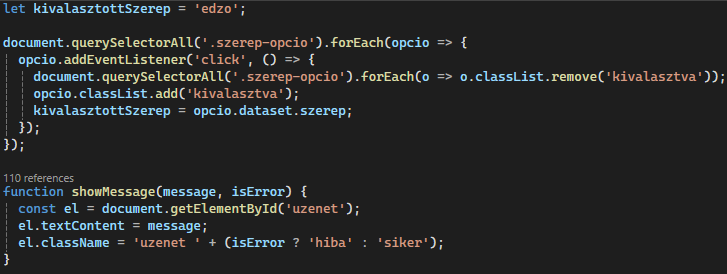 let kivalasztottSzerep = 'edzo';
document.querySelectorAll('.szerep-opcio').forEach(opcio => {
  opcio.addEventListener('click', () => {
    document.querySelectorAll('.szerep-opcio').forEach(o => o.classList.remove('kivalasztva'));
    opcio.classList.add('kivalasztva');
    kivalasztottSzerep = opcio.dataset.szerep;
  });
});
110 references
function showMessage(message, isError) {
  const el = document.getElementById('uzenet');
  el.textContent = message;
  el.className = 'uzenet ' + (isError ? 'hiba' : 'siker');
}